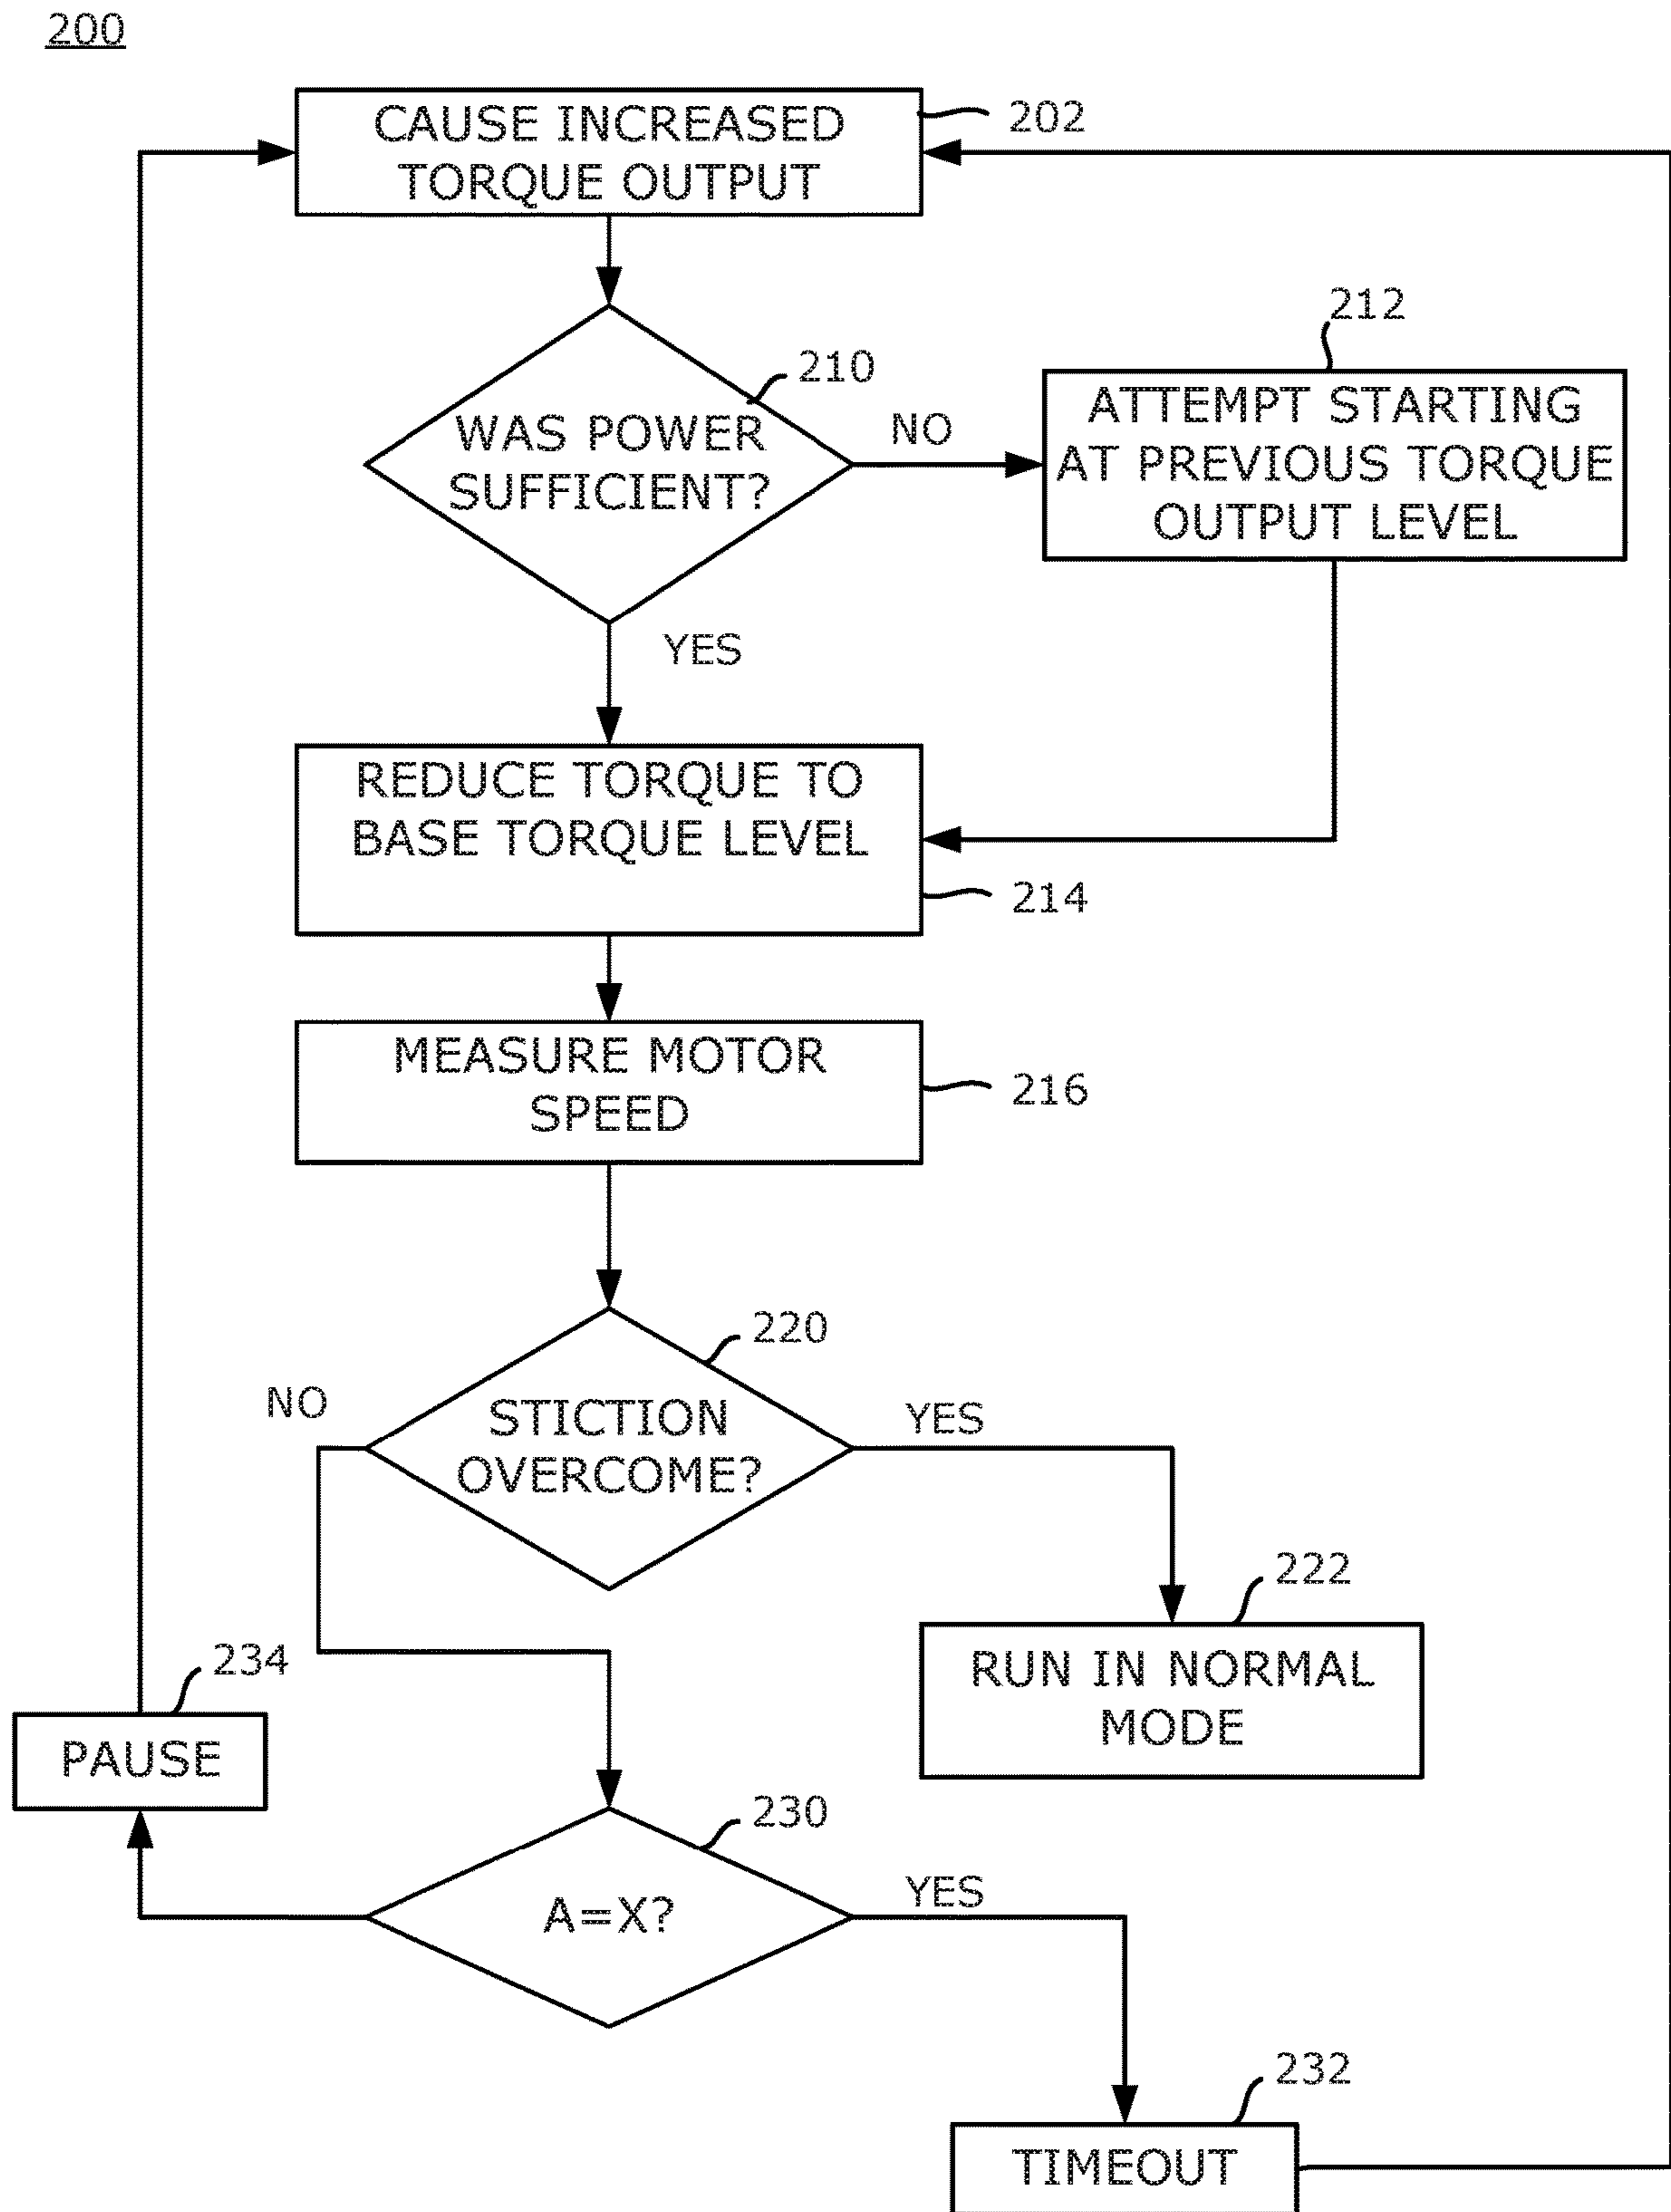 200
CAUSE INCREASED
TORQUE OUTPUT
202
210
WAS POWER
SUFFICIENT?
NO
212
ATTEMPT STARTING
AT PREVIOUS TORQUE
OUTPUT LEVEL
YES
REDUCE TORQUE TO
BASE TORQUE LEVEL
214
MEASURE MOTOR
SPEED
216
220
STICTION
OVERCOME?
NO
YES
222
RUN IN NORMAL
MODE
234
PAUSE
230
A=X?
YES
232
TIMEOUT